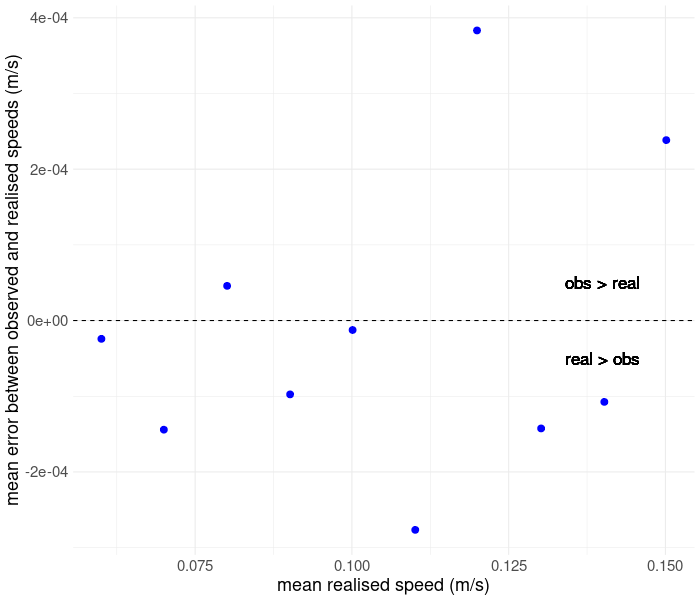 4e-04
2e-04
0e+00
-2e-04
mean error between observed and realised speeds (m/s)
obs > real
real > obs
0.075
0.100
0.125
0.150
mean realised speed (m/s)